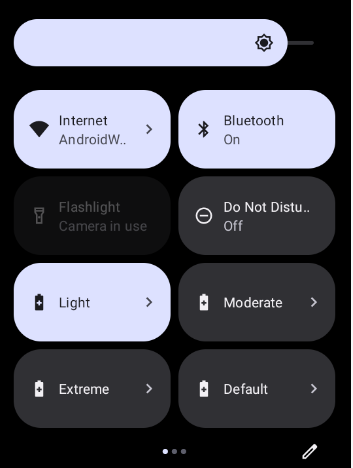 Internet
AndroidW..
Bluetooth
On
Flashlight
Camera in use
Do Not Distu..
Off
Light
Moderate
Extreme
Default